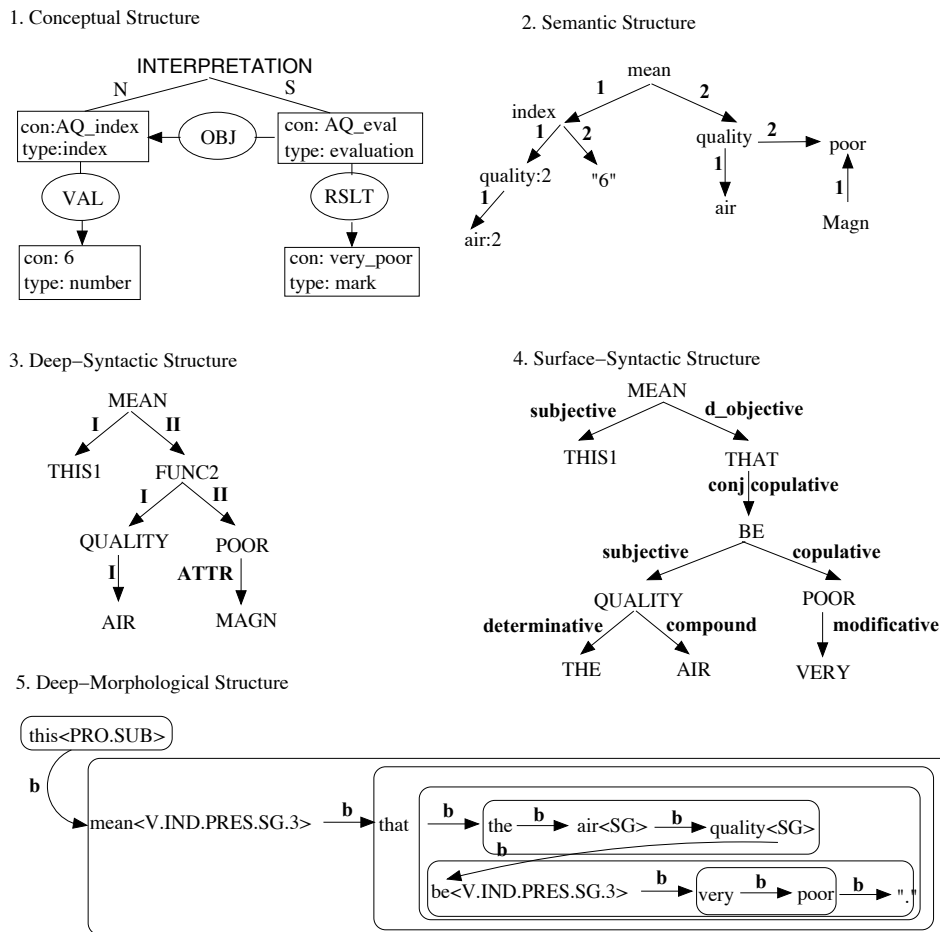 1. Conceptual Structure
INTERPRETATION
N
S
con:AQ_index
type:index
OBJ
con: AQ_eval
type: evaluation
VAL
RSLT
con: 6
type: number
con: very_poor
type: mark
2. Semantic Structure
mean
1
2
index
1
2
quality
2
poor
quality:2
"6"
1
1
1
air
Magn
air:2
3. Deep−Syntactic Structure
MEAN
I
II
THIS1
FUNC2
I
II
QUALITY
POOR
I
ATTR
AIR
MAGN
4. Surface−Syntactic Structure
MEAN
subjective
d_objective
THIS1
THAT
conj copulative
BE
subjective
copulative
QUALITY
POOR
determinative
compound
modificative
THE
AIR
VERY
5. Deep−Morphological Structure
this<PRO.SUB>
b
mean<V.IND.PRES.SG.3>
b
that
b
the
b
air<SG>
b
quality<SG>
b
be<V.IND.PRES.SG.3>
b
very
b
poor
b
"."